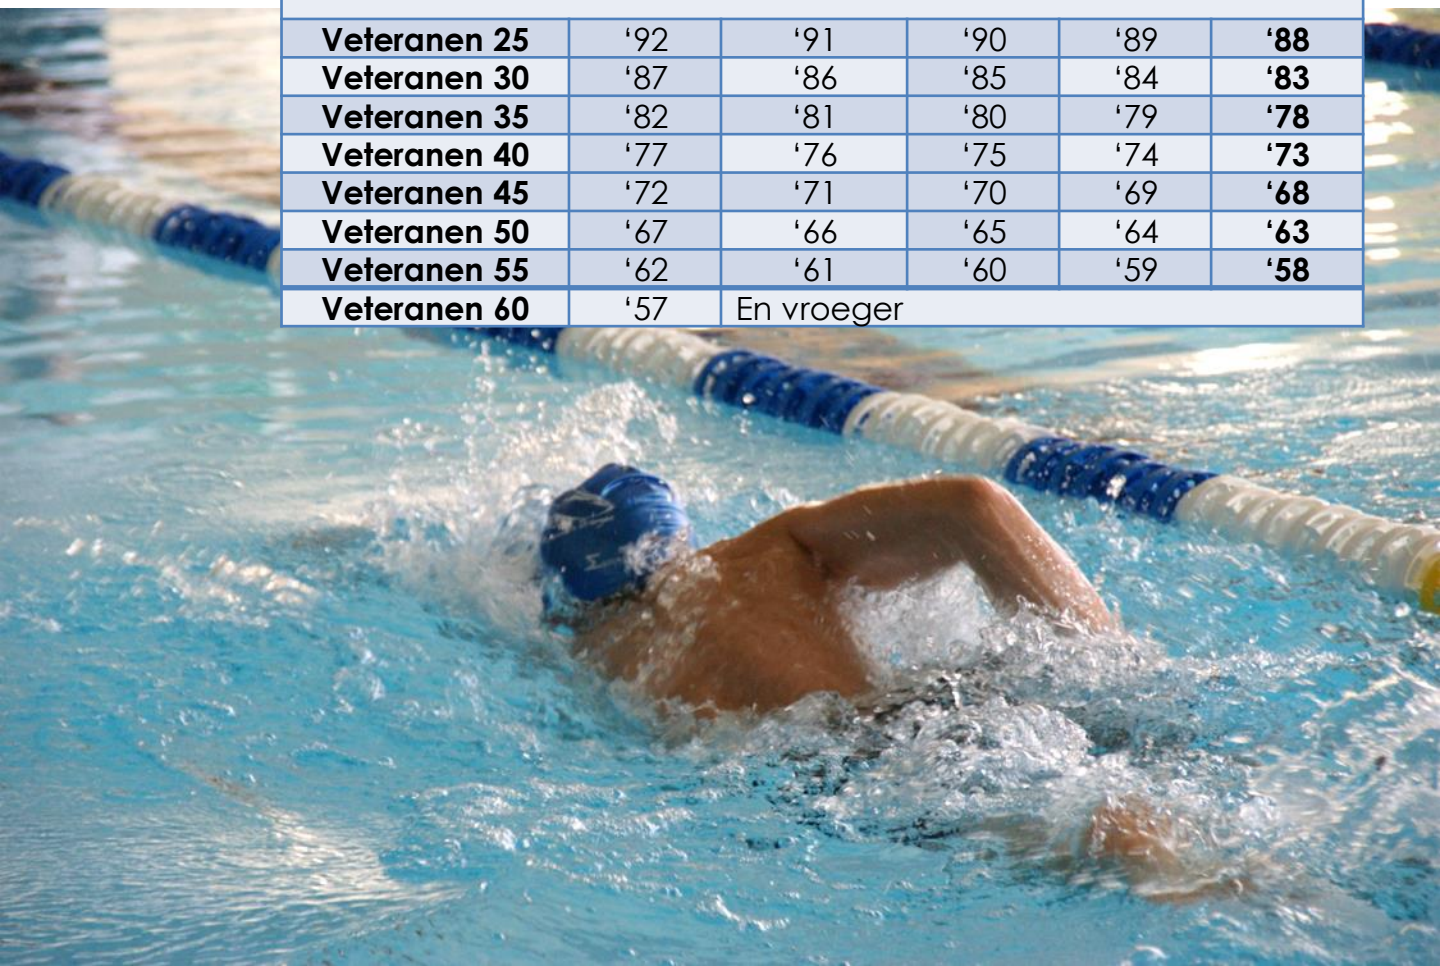 Veteranen 25 ‘92 ‘91 ‘90 ‘89 ‘88
Veteranen 30 ‘87 ‘86 ‘85 ‘84 ‘83
Veteranen 35 ‘82 ‘81 ‘80 ‘79 ‘78
Veteranen 40 ‘77 ‘76 ‘75 ‘74 ‘73
Veteranen 45 ‘72 ‘71 ‘70 ‘69 ‘68
Veteranen 50 ‘67 ‘66 ‘65 ‘64 ‘63
Veteranen 55 ‘62 ‘61 ‘60 ‘59 ‘58
Veteranen 60 ‘57 En vroeger